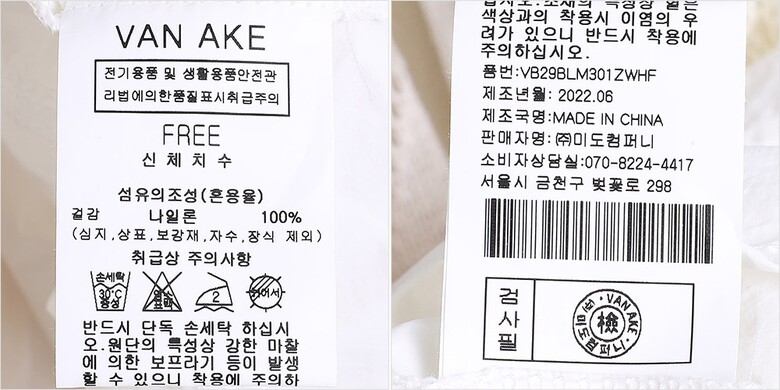 VAN AKE
전기용품 및 생활용품안전관
리법에의한품질표시취급주의
FREE
신체치수
섬유의조성(혼용율)
겉감 나일론 100%
(심지,상표,보강재,자수,장식 제외)
취급상 주의사항
손세탁
30°C
중성
2
반드시 단독 손세탁 하십시
오.원단의 특성상 강한 마찰
에 의한 보프라기 등이 발생
할 수 있으니 착용에 주의하
색상과의 착용시 이염의 우
려가 있으니 반드시 착용에
주의하십시오.
품번:VB29BLM301ZWHF
제조년월: 2022.06
제조국명:MADE IN CHINA
판매자명:㈜미도컴퍼니
소비자상담실:070-8224-4417
서울시 금천구 벚꽃로 298
검사필
VAN AKE
㈜미도컴퍼니
檢